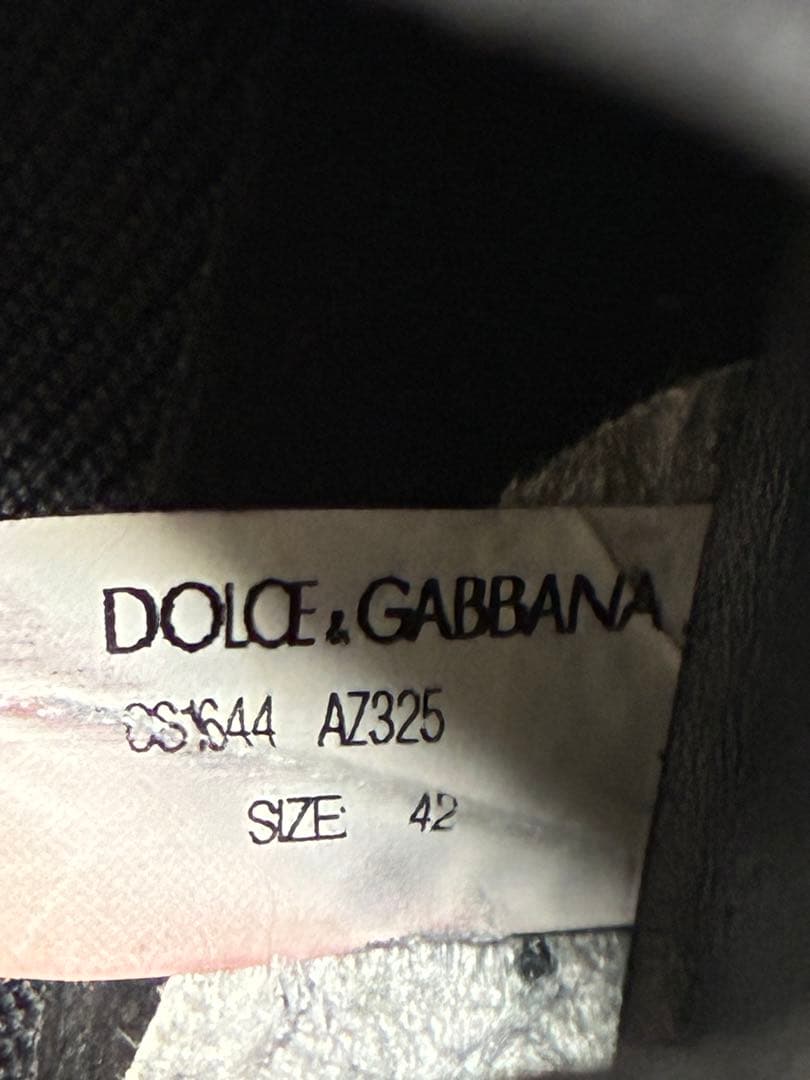 DOLCE & GABBANA
CS1644 AZ325
SIZE: 42